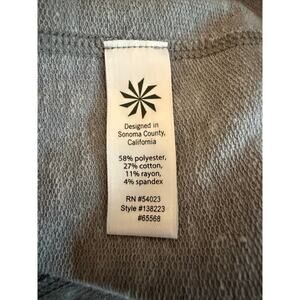 Designed in
Sonoma County,
California
58% polyester,
27% cotton,
11% rayon,
4% spandex
RN #54023
Style #138223
#65568